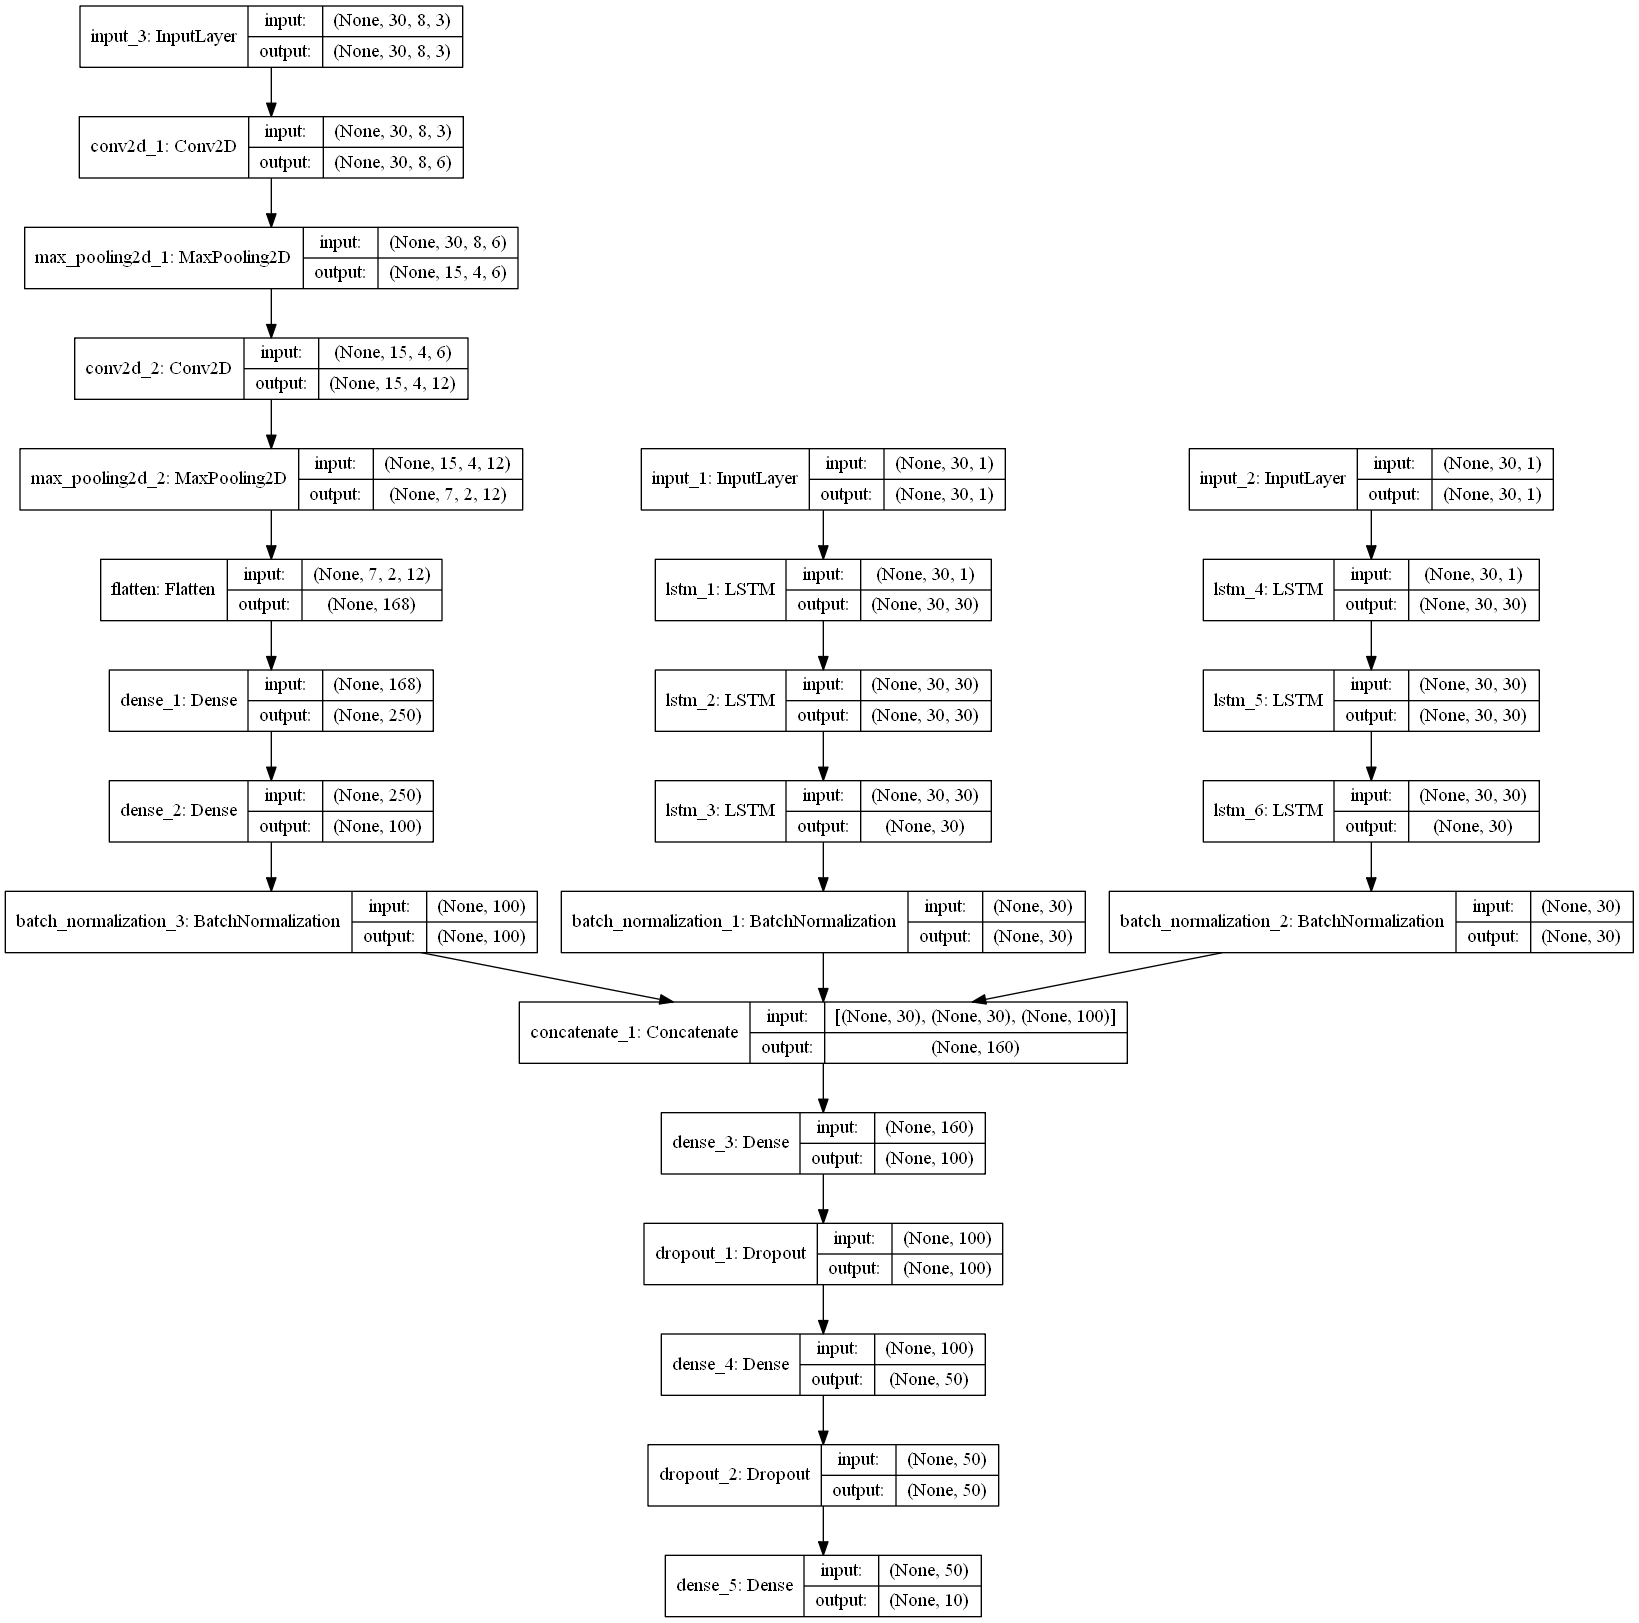 input_3: InputLayer
input: (None, 30, 8, 3)
output: (None, 30, 8, 3)
conv2d_1: Conv2D
input: (None, 30, 8, 3)
output: (None, 30, 8, 6)
max_pooling2d_1: MaxPooling2D
input: (None, 30, 8, 6)
output: (None, 15, 4, 6)
conv2d_2: Conv2D
input: (None, 15, 4, 6)
output: (None, 15, 4, 12)
max_pooling2d_2: MaxPooling2D
input: (None, 15, 4, 12)
output: (None, 7, 2, 12)
flatten: Flatten
input: (None, 7, 2, 12)
output: (None, 168)
dense_1: Dense
input: (None, 168)
output: (None, 250)
dense_2: Dense
input: (None, 250)
output: (None, 100)
batch_normalization_3: BatchNormalization
input: (None, 100)
output: (None, 100)
input_1: InputLayer
input: (None, 30, 1)
output: (None, 30, 1)
lstm_1: LSTM
input: (None, 30, 1)
output: (None, 30, 30)
lstm_2: LSTM
input: (None, 30, 30)
output: (None, 30, 30)
lstm_3: LSTM
input: (None, 30, 30)
output: (None, 30)
batch_normalization_1: BatchNormalization
input: (None, 30)
output: (None, 30)
input_2: InputLayer
input: (None, 30, 1)
output: (None, 30, 1)
lstm_4: LSTM
input: (None, 30, 1)
output: (None, 30, 30)
lstm_5: LSTM
input: (None, 30, 30)
output: (None, 30, 30)
lstm_6: LSTM
input: (None, 30, 30)
output: (None, 30)
batch_normalization_2: BatchNormalization
input: (None, 30)
output: (None, 30)
concatenate_1: Concatenate
input: [(None, 30), (None, 30), (None, 100)]
output: (None, 160)
dense_3: Dense
input: (None, 160)
output: (None, 100)
dropout_1: Dropout
input: (None, 100)
output: (None, 100)
dense_4: Dense
input: (None, 100)
output: (None, 50)
dropout_2: Dropout
input: (None, 50)
output: (None, 50)
dense_5: Dense
input: (None, 50)
output: (None, 10)